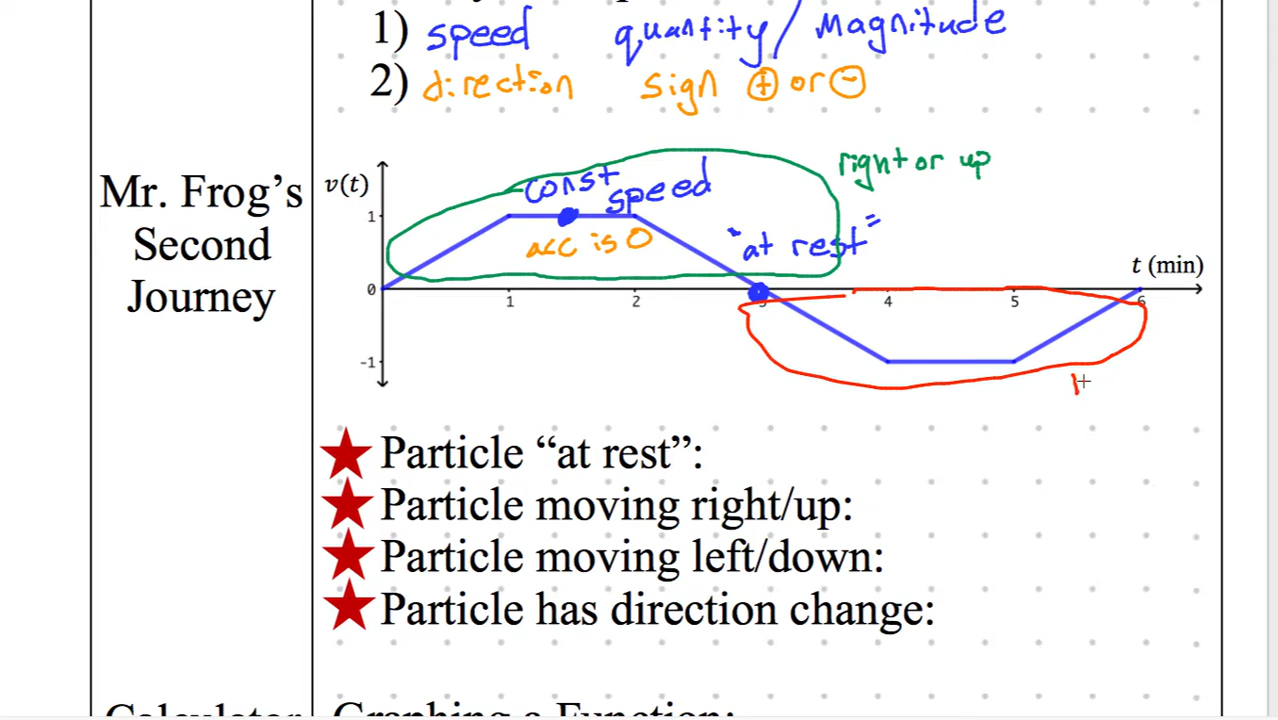 1) speed quantity/Magnitude
2) direction sign + or -
Mr. Frog's
Second
Journey
v(t)
const
speed
right or up
acc is 0
"at rest"
t (min)
1
0
-1
1 2 3 4 5 6
★ Particle “at rest”:
★ Particle moving right/up:
★ Particle moving left/down:
★ Particle has direction change: